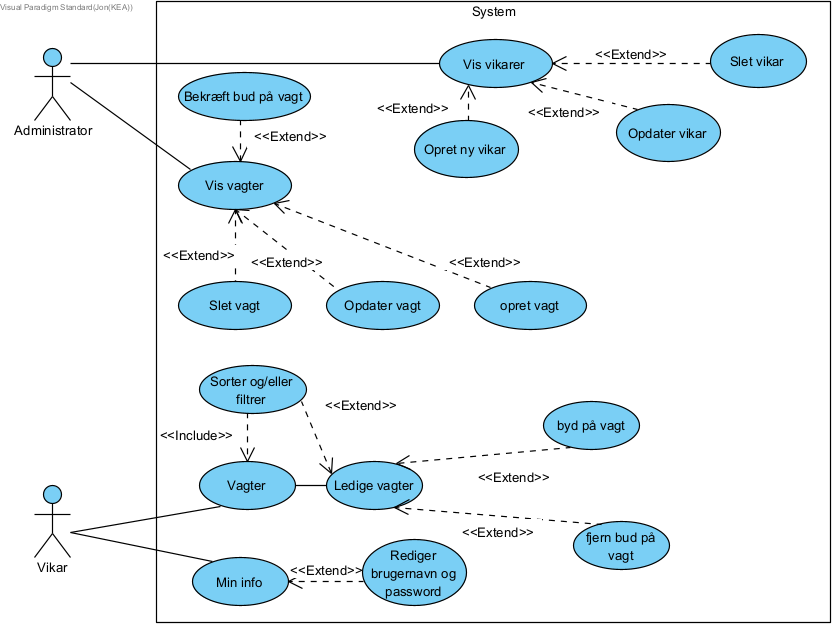 Visual Paradigm Standard(Jon(KEA))
System
Administrator
Vis vikarer
<<Extend>>
Slet vikar
Bekræft bud på vagt
<<Extend>>
<<Extend>>
<<Extend>>
Opret ny vikar
Opdater vikar
Vis vagter
<<Extend>>
<<Extend>>
<<Extend>>
Slet vagt
Opdater vagt
opret vagt
Sorter og/eller
filtrer
<<Extend>>
<<Include>>
byd på vagt
Vagter
Ledige vagter
<<Extend>>
<<Extend>>
fjern bud på
vagt
Vikar
Min info
<<Extend>>
Rediger
brugernavn og
password